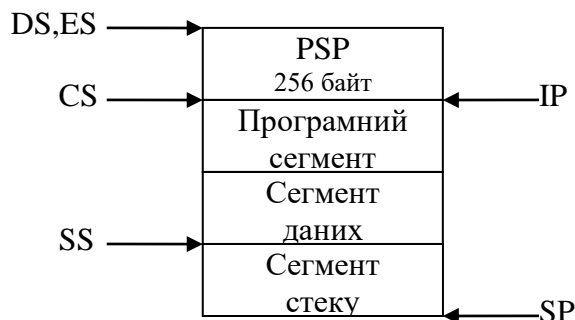 DS,ES
PSP
256 байт
CS
IP
Програмний
сегмент
Сегмент
даних
SS
Сегмент
стеку
SP